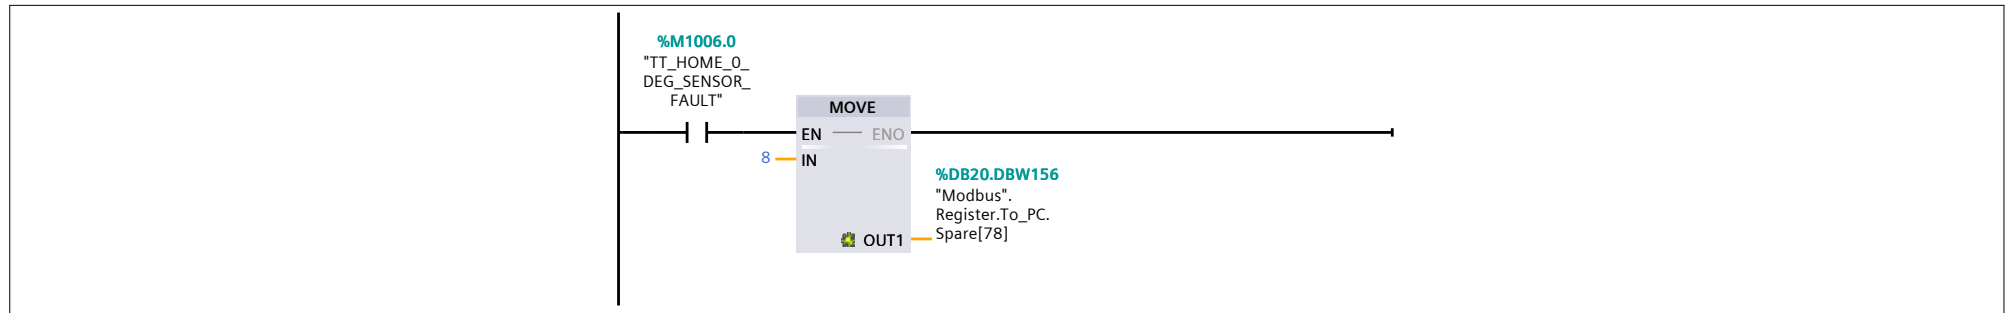 %M1006.0
"TT_HOME_0_
DEG_SENSOR_
FAULT"
MOVE
EN
ENO
8
IN
%DB20.DBW156
"Modbus".
Register.To_PC.
Spare[78]
OUT1